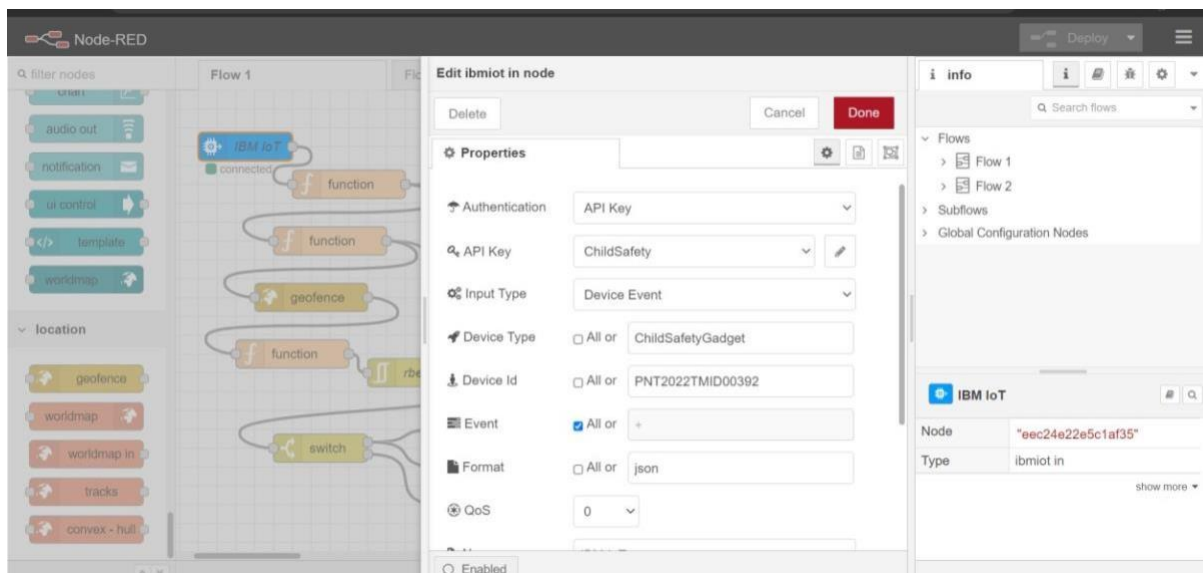 Node-RED
Deploy
filter nodes
chart
audio out
notification
ui control
template
worldmap
location
geofence
worldmap
worldmap in
tracks
convex - hull
Flow 1
IBM IoT
connected
function
function
geofence
function
rbe
switch
Edit ibmiot in node
Delete
Cancel
Done
Properties
Authentication
API Key
API Key
ChildSafety
Input Type
Device Event
Device Type
All or
ChildSafetyGadget
Device Id
All or
PNT2022TMID00392
Event
All or
+
Format
All or
json
QoS
0
Enabled
i info
i
Search flows
Flows
Flow 1
Flow 2
Subflows
Global Configuration Nodes
IBM IoT
Node
"eec24e22e5c1af35"
Type
ibmiot in
show more